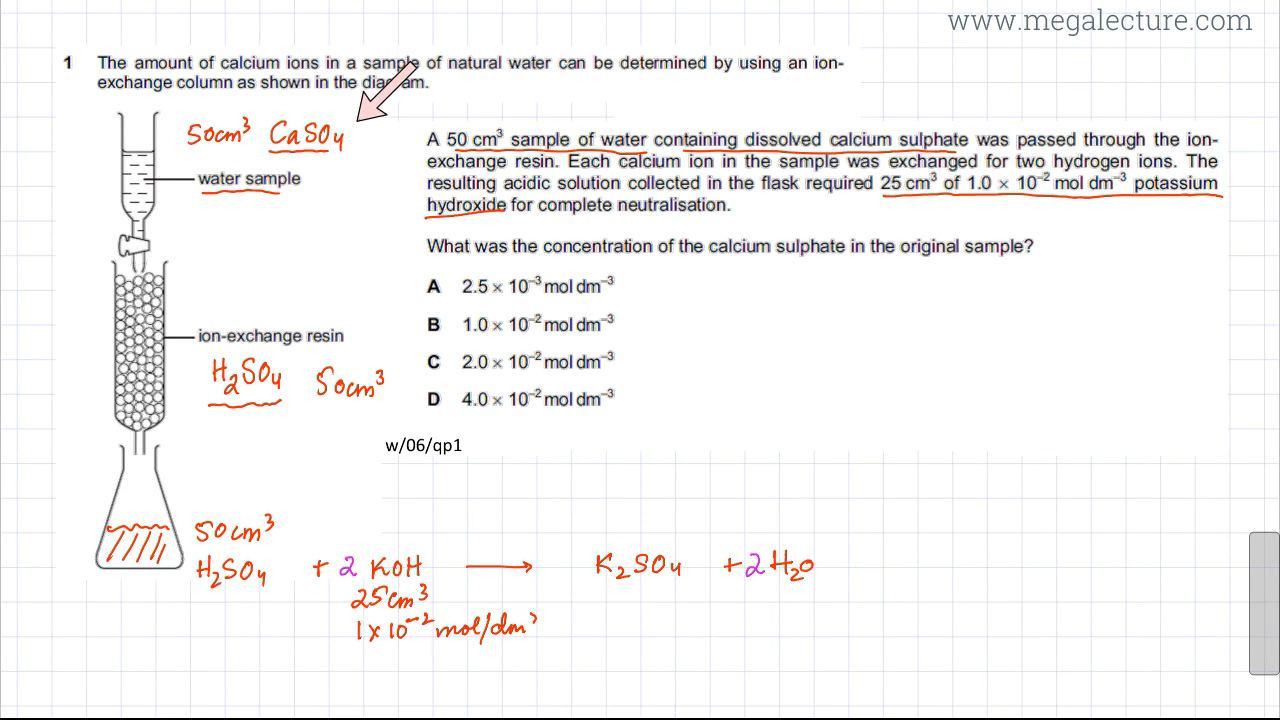 www.megalecture.com
1 The amount of calcium ions in a sample of natural water can be determined by using an ion-
exchange column as shown in the diagram.
50cm³ CaSO₄
water sample
A 50 cm³ sample of water containing dissolved calcium sulphate was passed through the ion-
exchange resin. Each calcium ion in the sample was exchanged for two hydrogen ions. The
resulting acidic solution collected in the flask required 25 cm³ of 1.0 × 10⁻² mol dm⁻³ potassium
hydroxide for complete neutralisation.
What was the concentration of the calcium sulphate in the original sample?
A 2.5 × 10⁻³ mol dm⁻³
B 1.0 × 10⁻² mol dm⁻³
C 2.0 × 10⁻² mol dm⁻³
D 4.0 × 10⁻² mol dm⁻³
ion-exchange resin
H₂SO₄ 50cm³
w/06/qp1
50cm³
H₂SO₄ + 2 KOH → K₂SO₄ + 2H₂O
25cm³
1×10⁻² mol/dm³